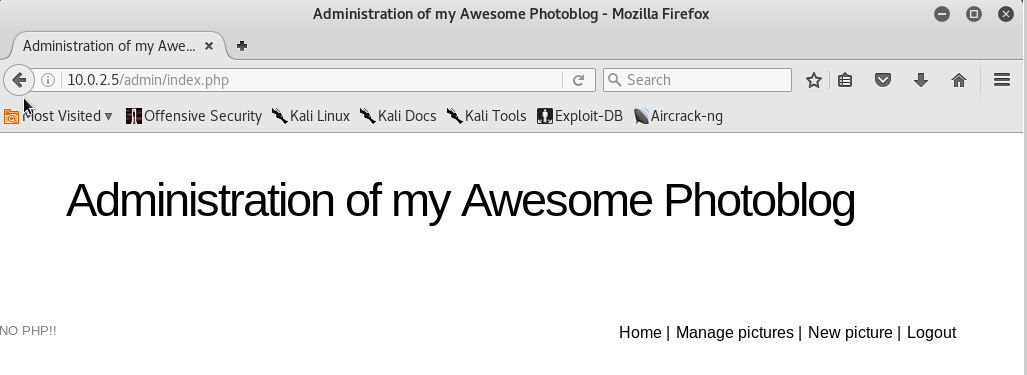 Administration of my Awesome Photoblog - Mozilla Firefox
Administration of my Awe...
10.0.2.5/admin/index.php
Search
Most Visited Offensive Security Kali Linux Kali Docs Kali Tools Exploit-DB Aircrack-ng
Administration of my Awesome Photoblog
NO PHP!!
Home | Manage pictures | New picture | Logout